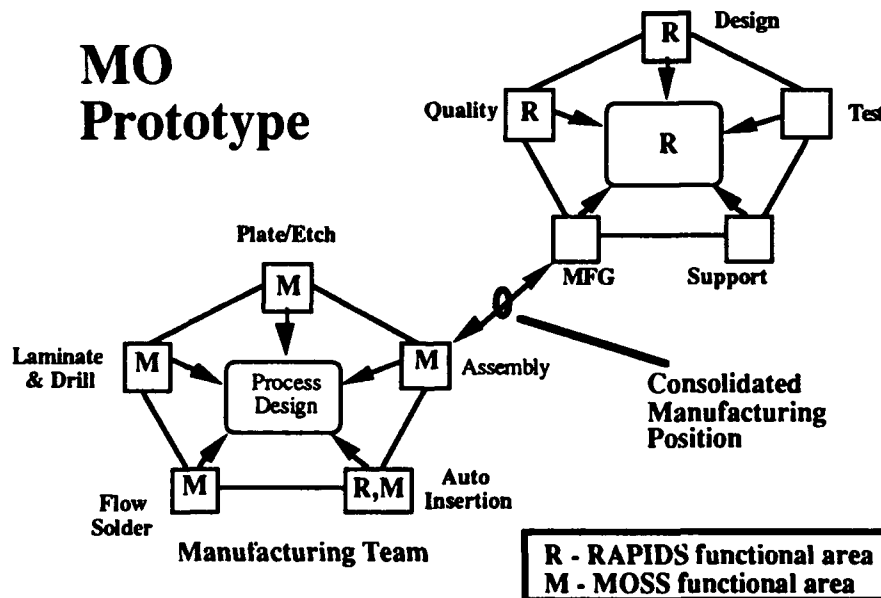 MO
Prototype
Design
R
Quality
R
Test
R
MFG
Support
Plate/Etch
M
Laminate
& Drill
M
Process
Design
M
Assembly
Consolidated
Manufacturing
Position
M
R,M
Flow
Solder
Auto
Insertion
Manufacturing Team
R - RAPIDS functional area
M - MOSS functional area